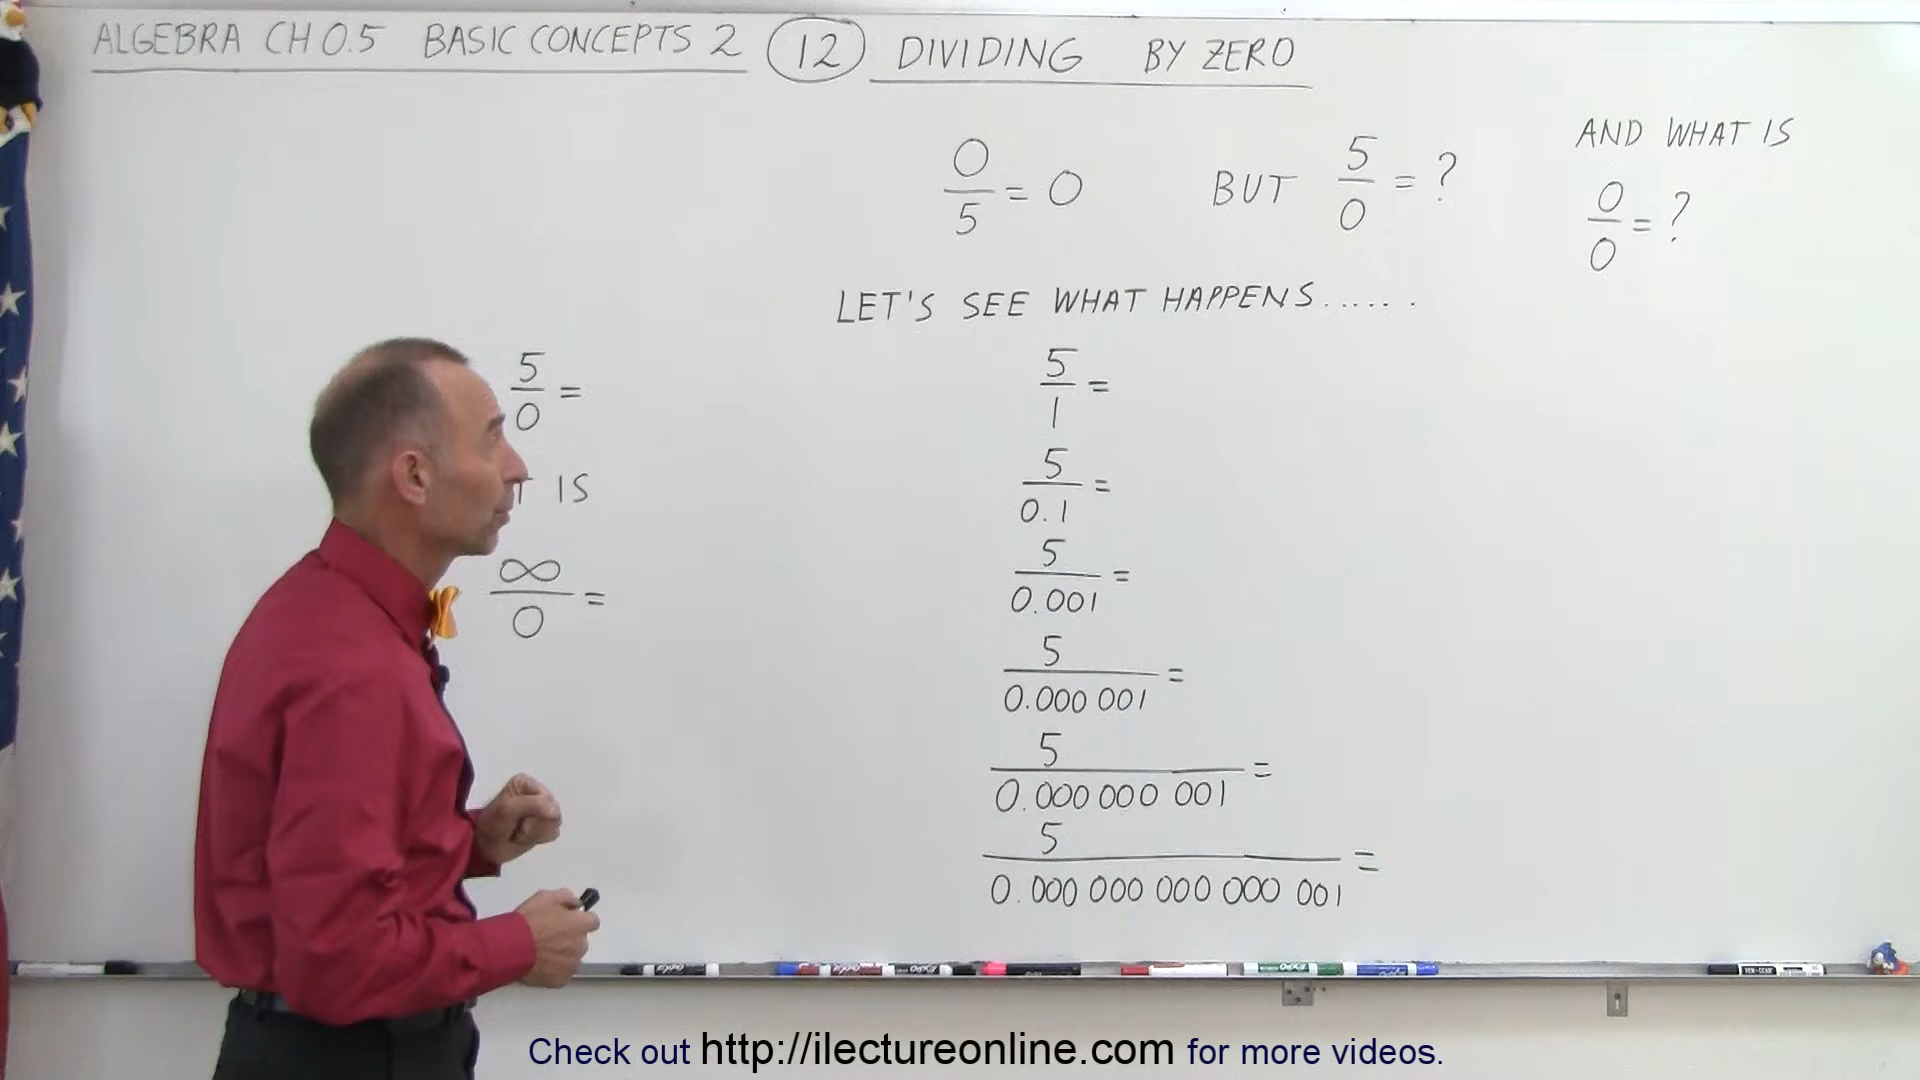 ALGEBRA CH 0.5 BASIC CONCEPTS 2 12 DIVIDING BY ZERO
0/5 = 0 BUT 5/0 = ?
AND WHAT IS
0/0 = ?
LET'S SEE WHAT HAPPENS......
5/1 =
5/0.1 =
5/0.001 =
5/0.000 001 =
5/0.000 000 001 =
5/0.000 000 000 000 001 =
5/0 =
IS
∞/0 =
Check out http://ilectureonline.com for more videos.